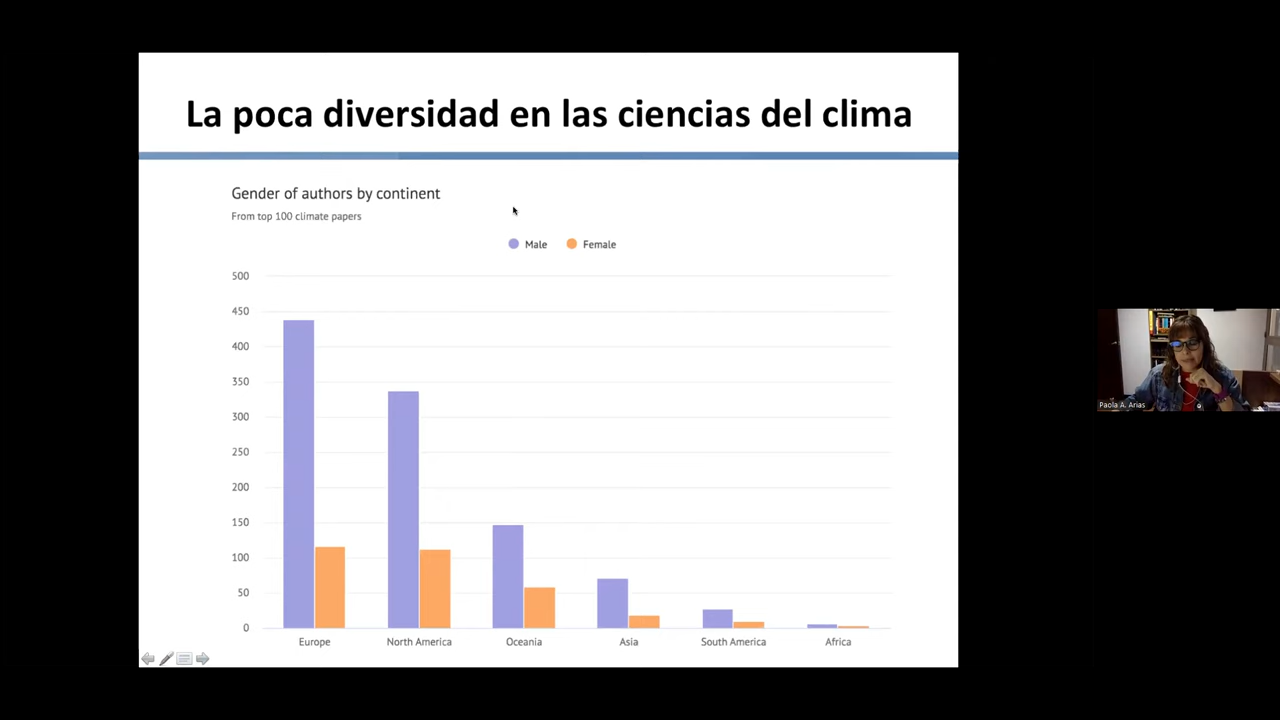 La poca diversidad en las ciencias del clima
Gender of authors by continent
From top 100 climate papers
Male Female
500
450
400
350
300
250
200
150
100
50
0
Europe North America Oceania Asia South America Africa
Paola A. Arias